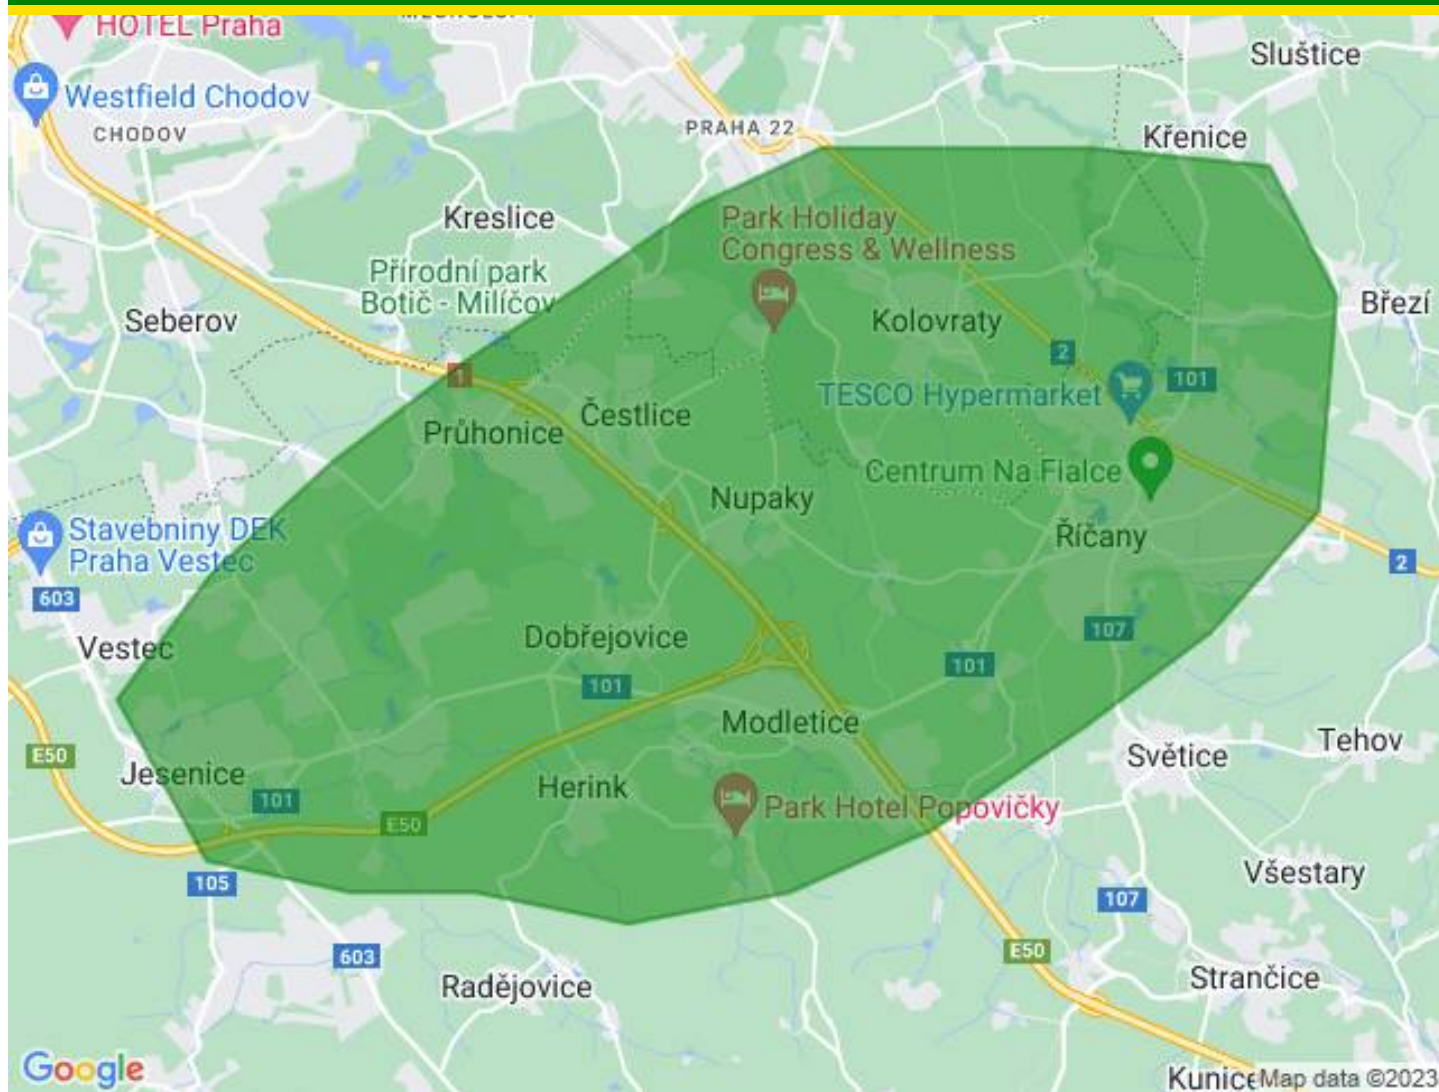 HOTEL Praha
Sluštice
Westfield Chodov
CHODOV
PRAHA 22
Křenice
Kreslice
Park Holiday
Congress & Wellness
Přírodní park
Botič - Milíčov
Seberov
Kolovraty
Březí
2
1
TESCO Hypermarket
101
Čestlice
Průhonice
Centrum Na Fialce
Nupaky
Stavebniny DEK
Praha Vestec
Říčany
2
603
Vestec
Dobřejovice
107
101
101
Modletice
E50
Jesenice
Světice
Tehov
101
Herink
Park Hotel Popovičky
E50
105
Všestary
107
603
E50
Radějovice
Strančice
Google
Kunice
Map data ©2023